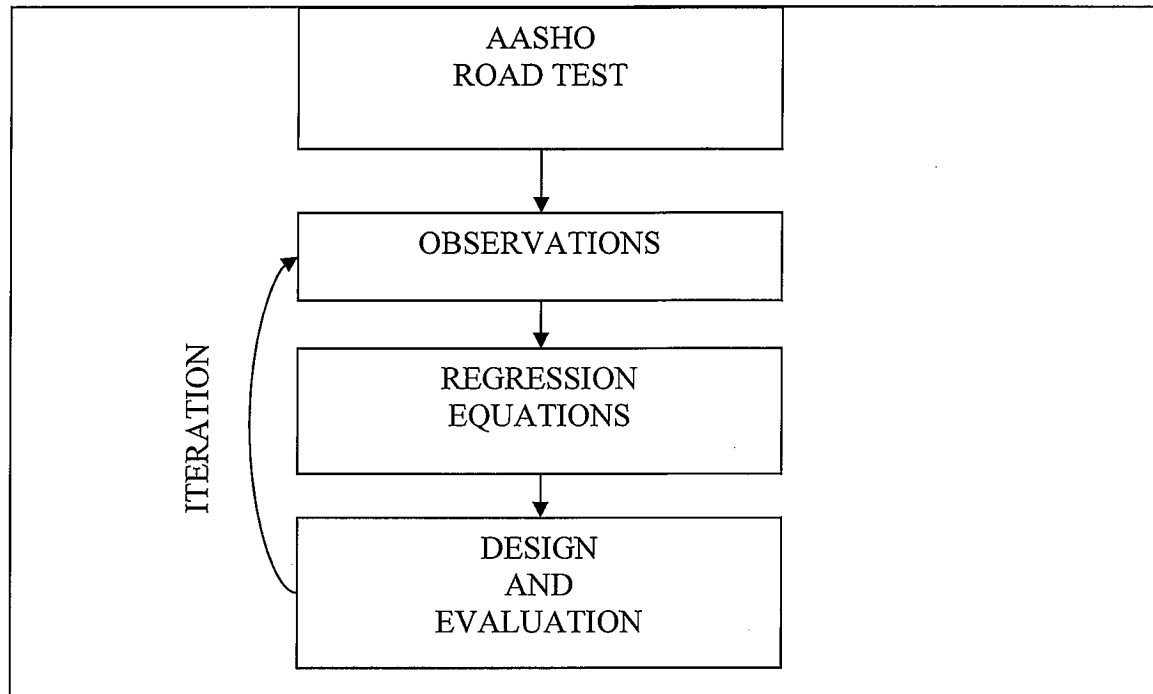 AASHO
ROAD TEST
OBSERVATIONS
REGRESSION
EQUATIONS
ITERATION
DESIGN
AND
EVALUATION